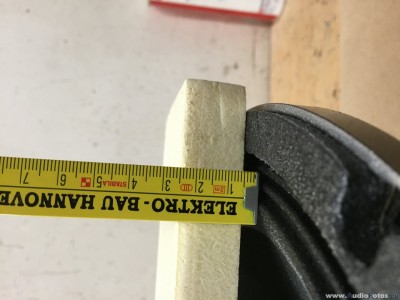 7 6 5 STABILA 4 3 2 1
ELEKTRO - BAU HANNOVE